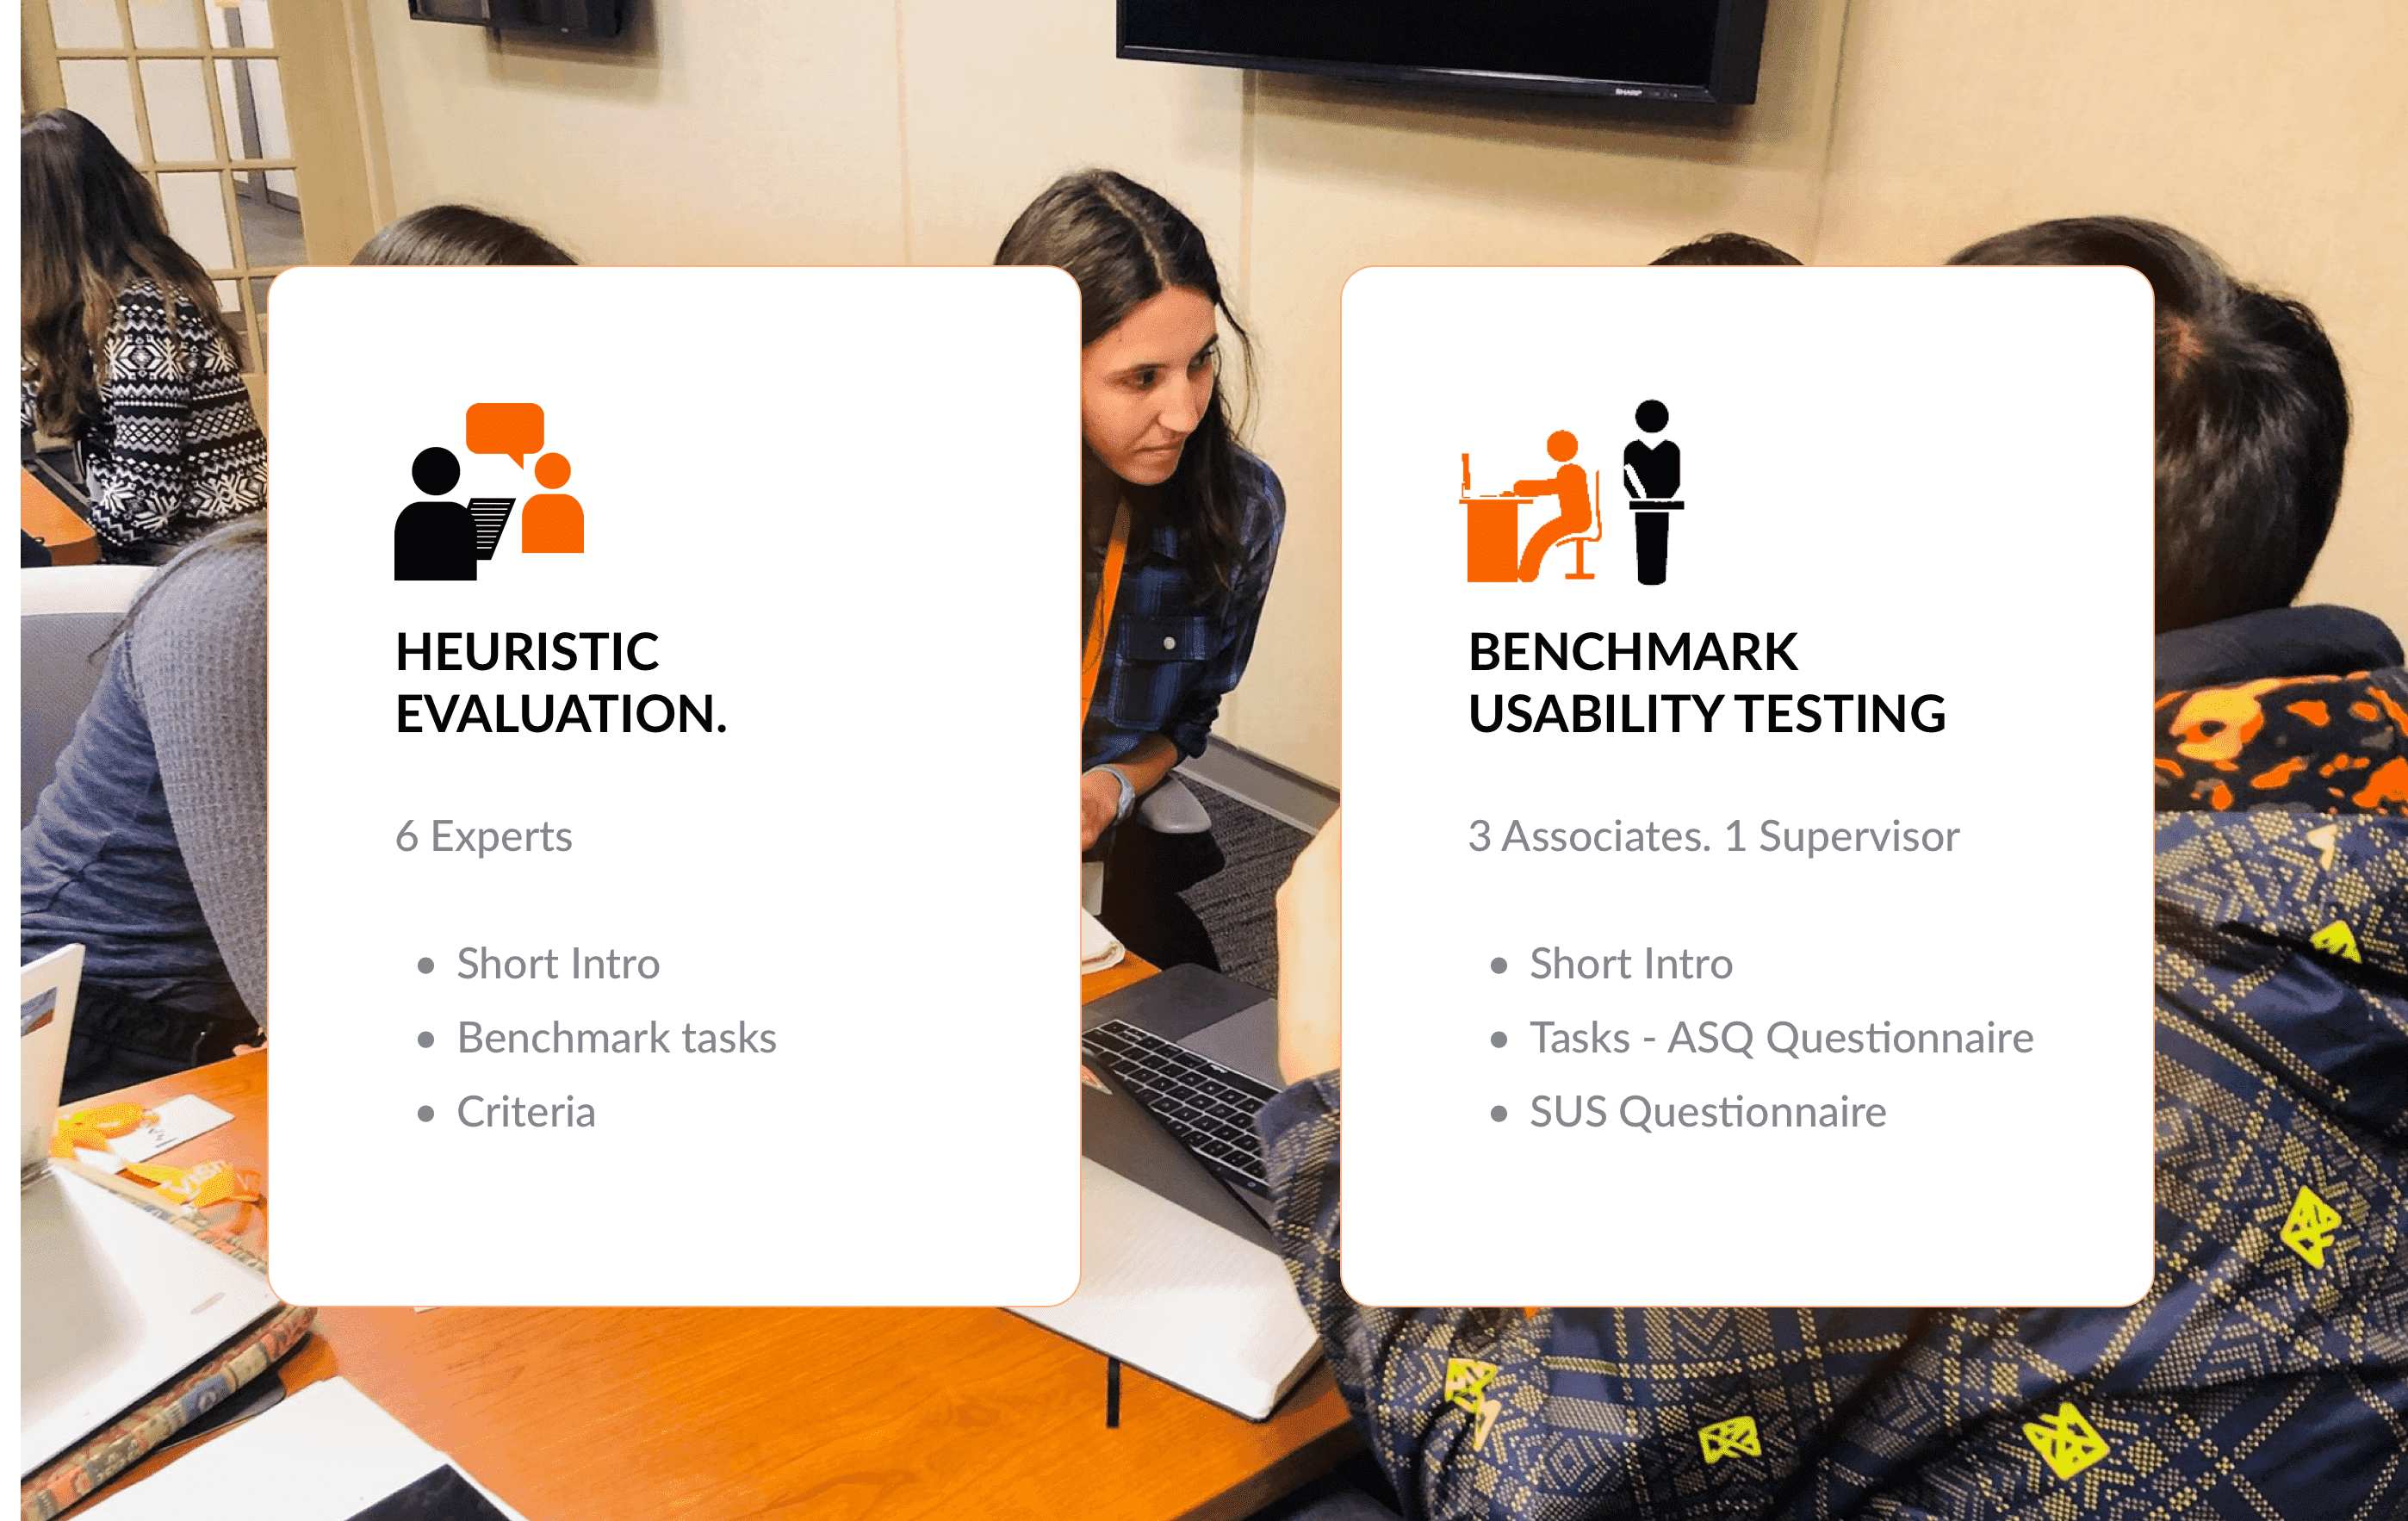 SHARP
HEURISTIC
EVALUATION.
6 Experts
• Short Intro
• Benchmark tasks
• Criteria
BENCHMARK
USABILITY TESTING
3 Associates. 1 Supervisor
• Short Intro
• Tasks - ASQ Questionnaire
• SUS Questionnaire